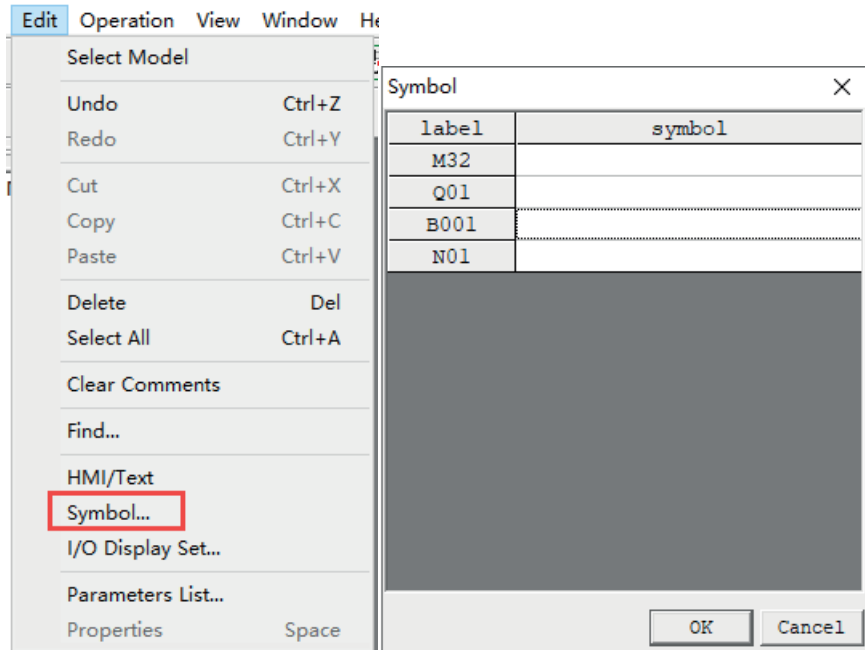 Edit Operation View Window He
Select Model
Undo Ctrl+Z
Redo Ctrl+Y
Cut Ctrl+X
Copy Ctrl+C
Paste Ctrl+V
Delete Del
Select All Ctrl+A
Clear Comments
Find...
HMI/Text
Symbol...
I/O Display Set...
Parameters List...
Properties Space
Symbol
label symbol
M32
Q01
B001
N01
OK Cancel